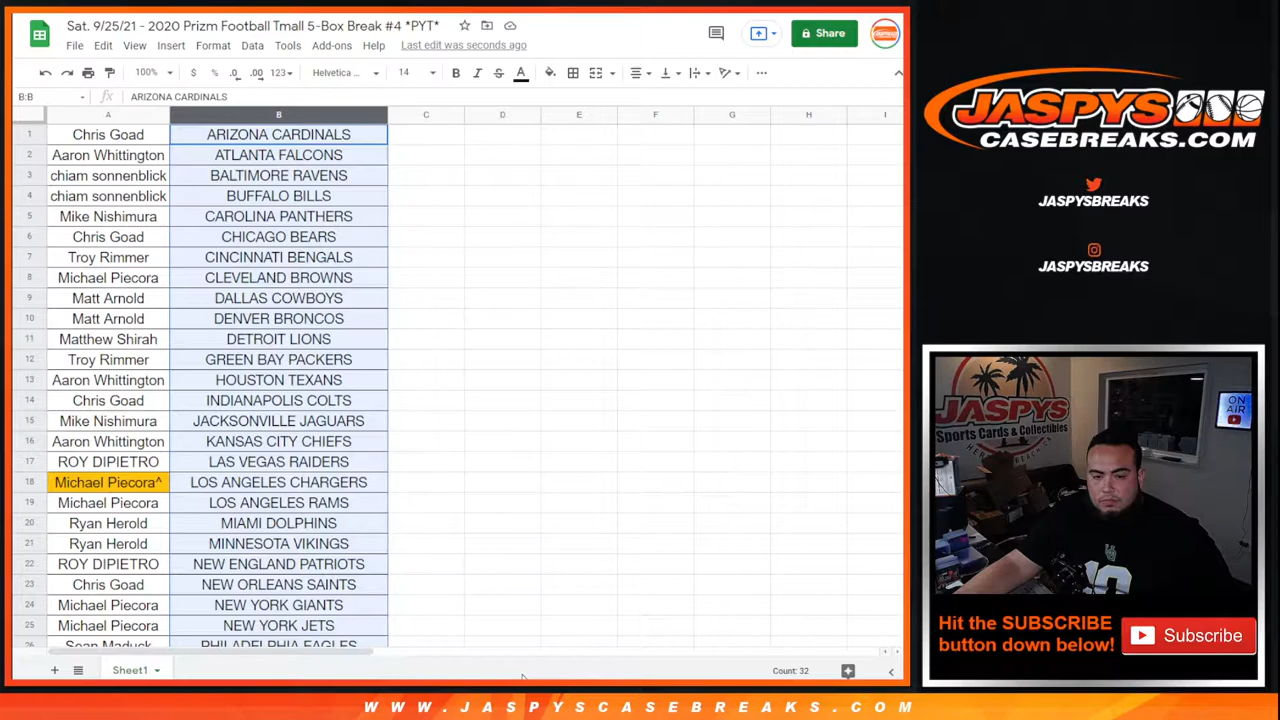 Sat. 9/25/21 - 2020 Prizm Football Tmall 5-Box Break #4 *PYT*
File Edit View Insert Format Data Tools Add-ons Help Last edit was seconds ago
Share
100% $ % .0 .00 123 Helvetica ... 14 B I S A
B:B fx ARIZONA CARDINALS
A B C D E F G H I
1 Chris Goad ARIZONA CARDINALS
2 Aaron Whittington ATLANTA FALCONS
3 chiam sonnenblick BALTIMORE RAVENS
4 chiam sonnenblick BUFFALO BILLS
5 Mike Nishimura CAROLINA PANTHERS
6 Chris Goad CHICAGO BEARS
7 Troy Rimmer CINCINNATI BENGALS
8 Michael Piecora CLEVELAND BROWNS
9 Matt Arnold DALLAS COWBOYS
10 Matt Arnold DENVER BRONCOS
11 Matthew Shirah DETROIT LIONS
12 Troy Rimmer GREEN BAY PACKERS
13 Aaron Whittington HOUSTON TEXANS
14 Chris Goad INDIANAPOLIS COLTS
15 Mike Nishimura JACKSONVILLE JAGUARS
16 Aaron Whittington KANSAS CITY CHIEFS
17 ROY DIPIETRO LAS VEGAS RAIDERS
18 Michael Piecora^ LOS ANGELES CHARGERS
19 Michael Piecora LOS ANGELES RAMS
20 Ryan Herold MIAMI DOLPHINS
21 Ryan Herold MINNESOTA VIKINGS
22 ROY DIPIETRO NEW ENGLAND PATRIOTS
23 Chris Goad NEW ORLEANS SAINTS
24 Michael Piecora NEW YORK GIANTS
25 Michael Piecora NEW YORK JETS
26 Sean Maduck PHILADELPHIA EAGLES
Sheet1
Count: 32
JASPYS
CASEBREAKS.COM
JASPYSBREAKS
JASPYSBREAKS
JASPYS
Sports Cards & Collectibles
ON
AIR
Hit the SUBSCRIBE
button down below!
Subscribe
WWW.JASPYSCASEBREAKS.COM